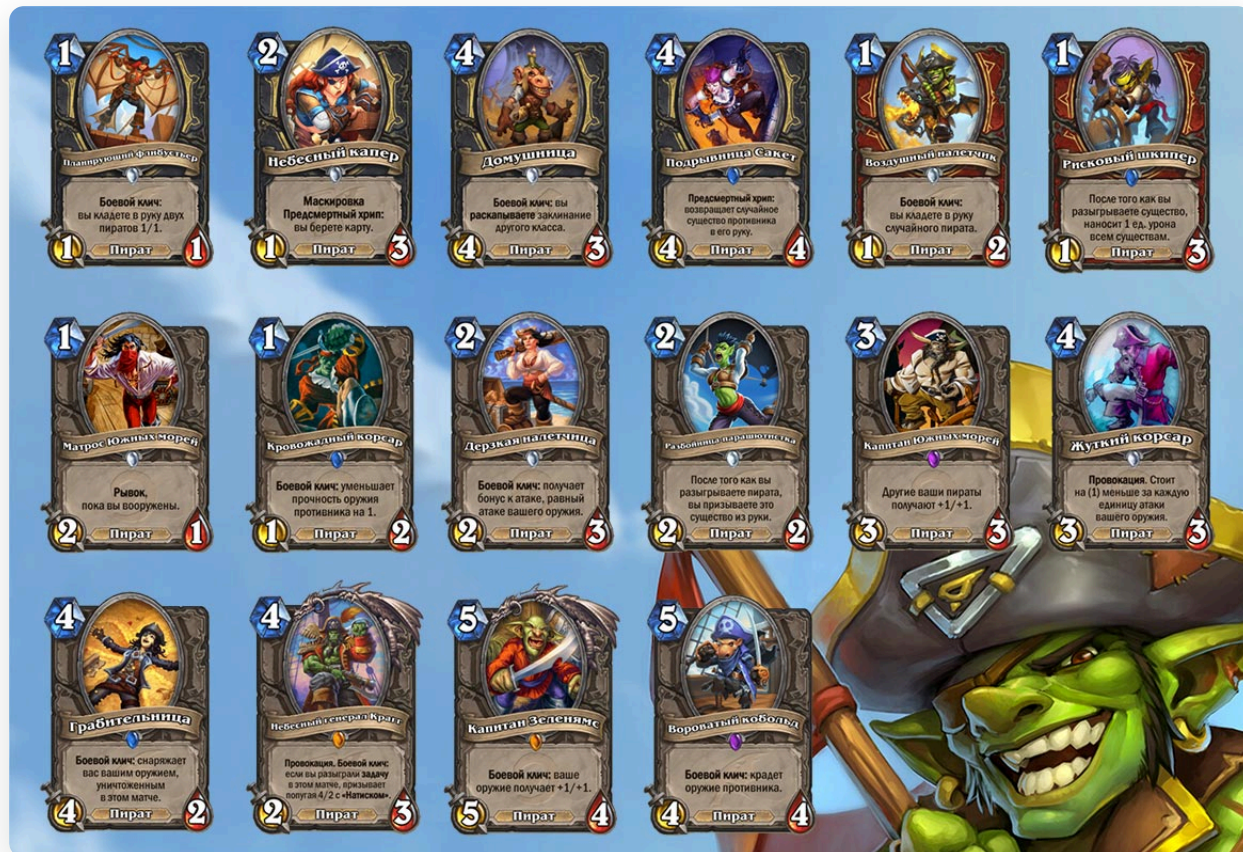 1
Планирующий флибустьер
Боевой клич:
вы кладете в руку двух
пиратов 1/1.
1 Пират 1
2
Небесный капер
Маскировка
Предсмертный хрип:
вы берете карту.
1 Пират 3
4
Домушница
Боевой клич: вы
раскапываете заклинание
другого класса.
4 Пират 3
4
Подрывница Сакет
Предсмертный хрип:
возвращает случайное
существо противника
в его руку.
4 Пират 4
1
Воздушный налетчик
Боевой клич:
вы кладете в руку
случайного пирата.
1 Пират 2
1
Рисковый шкипер
После того как вы
разыгрываете существо,
наносит 1 ед. урона
всем существам.
1 Пират 3
1
Матрос Южных морей
Рывок,
пока вы вооружены.
2 Пират 1
1
Кровожадный корсар
Боевой клич: уменьшает
прочность оружия
противника на 1.
1 Пират 2
2
Дерзкая налетчица
Боевой клич: получает
бонус к атаке, равный
атаке вашего оружия.
2 Пират 3
2
Разбойница-парашютистка
После того как вы
разыгрываете пирата,
вы призываете это
существо из руки.
2 Пират 2
3
Капитан Южных морей
Другие ваши пираты
получают +1/+1.
3 Пират 3
4
Жуткий корсар
Провокация. Стоит
на (1) меньше за каждую
единицу атаки
вашего оружия.
3 Пират 3
4
Грабительница
Боевой клич: снаряжает
вас вашим оружием,
уничтоженным
в этом матче.
4 Пират 2
4
Небесный генерал Крагг
Провокация. Боевой клич:
если вы разыграли задачу
в этом матче, призывает
попугая 4/2 с «Натиском».
2 Пират 3
5
Капитан Зеленямс
Боевой клич: ваше
оружие получает +1/+1.
5 Пират 4
5
Вороватый кобольд
Боевой клич: крадет
оружие противника.
4 Пират 4